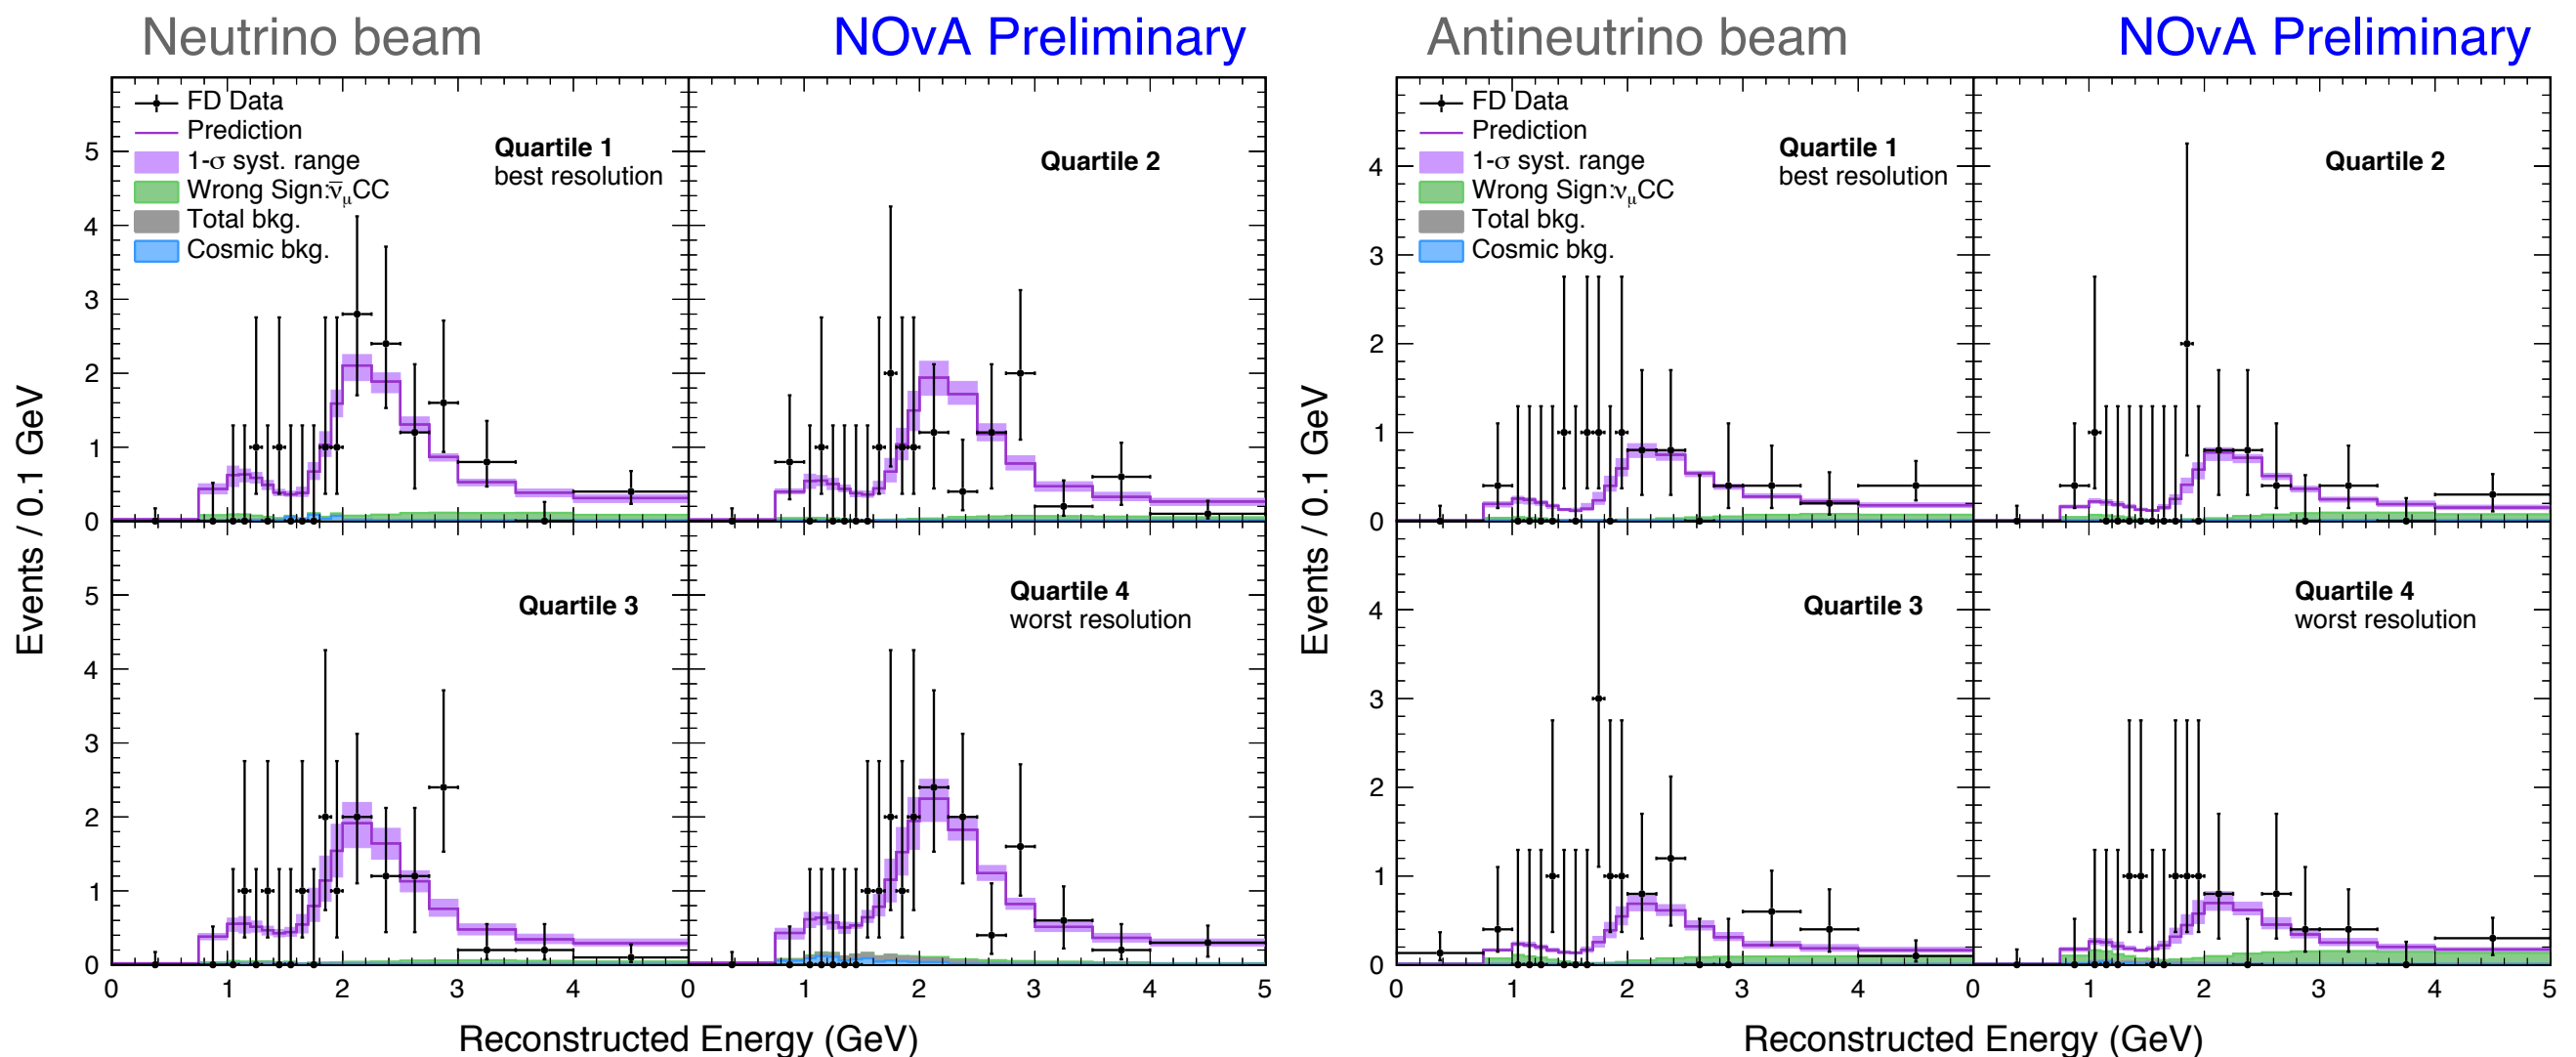 Neutrino beam
NOvA Preliminary
FD Data
Prediction
1-σ syst. range
Wrong Sign:ν̅μCC
Total bkg.
Cosmic bkg.
Quartile 1
best resolution
Quartile 2
Quartile 3
Quartile 4
worst resolution
Events / 0.1 GeV
5
4
3
2
1
0
5
4
3
2
1
0
0 1 2 3 4 0 1 2 3 4 5
Reconstructed Energy (GeV)
Antineutrino beam
NOvA Preliminary
FD Data
Prediction
1-σ syst. range
Wrong Sign:νμCC
Total bkg.
Cosmic bkg.
Quartile 1
best resolution
Quartile 2
Quartile 3
Quartile 4
worst resolution
Events / 0.1 GeV
4
3
2
1
0
4
3
2
1
0
0 1 2 3 4 0 1 2 3 4 5
Reconstructed Energy (GeV)